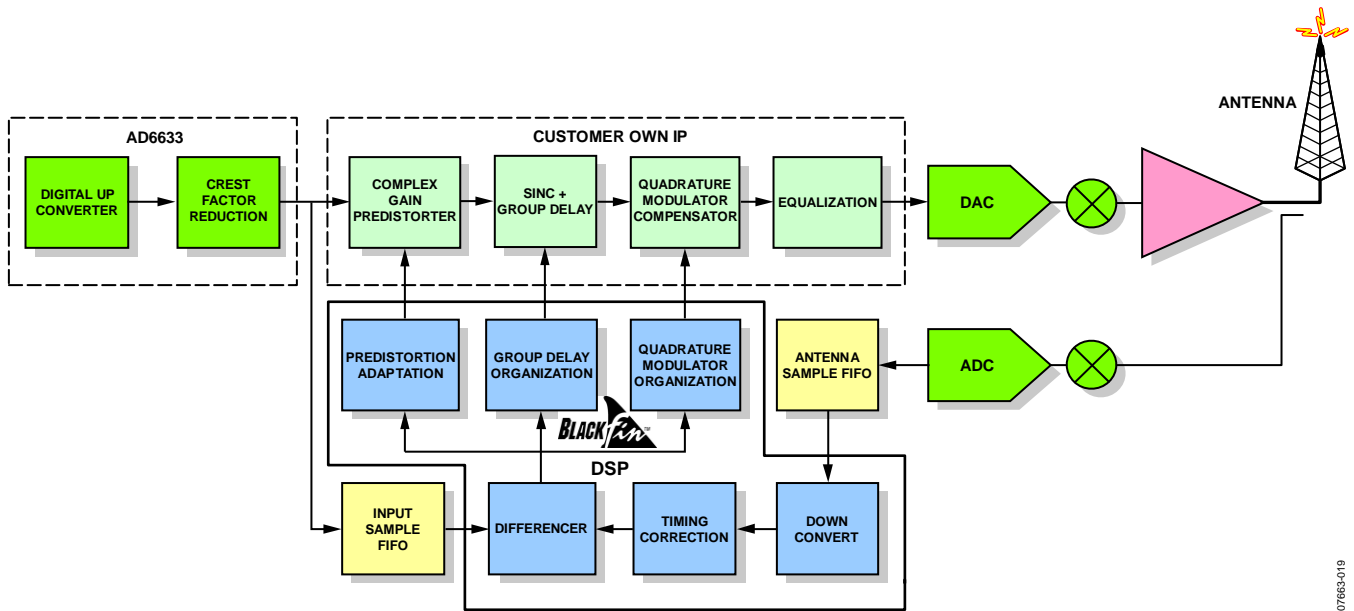 ANTENNA
AD6633
CUSTOMER OWN IP
DIGITAL UP
CONVERTER
CREST
FACTOR
REDUCTION
COMPLEX
GAIN
PREDISTORTER
SINC +
GROUP DELAY
QUADRATURE
MODULATOR
COMPENSATOR
EQUALIZATION
DAC
PREDISTORTION
ADAPTATION
GROUP DELAY
ORGANIZATION
QUADRATURE
MODULATOR
ORGANIZATION
ANTENNA
SAMPLE FIFO
ADC
BLACKfin™
DSP
INPUT
SAMPLE
FIFO
DIFFERENCER
TIMING
CORRECTION
DOWN
CONVERT
07663-019